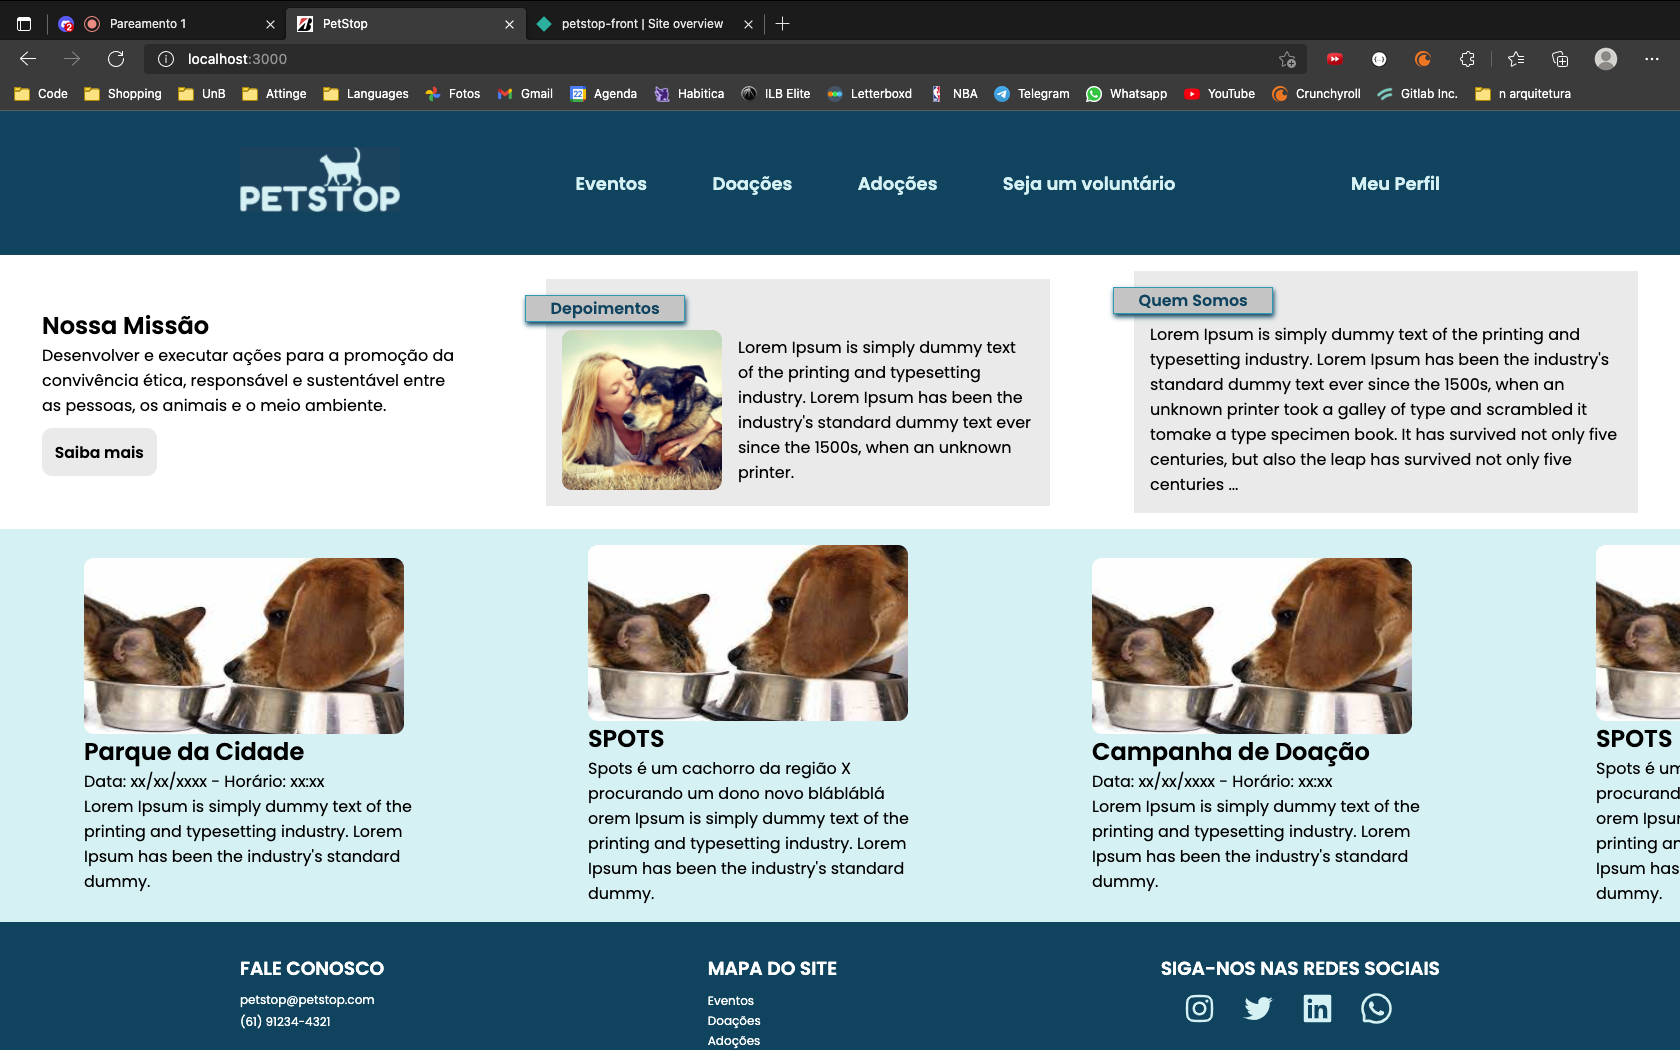 Pareamento 1
PetStop
petstop-front | Site overview
localhost:3000
Code
Shopping
UnB
Attinge
Languages
Fotos
Gmail
22
Agenda
Habitica
ILB Elite
Letterboxd
NBA
Telegram
Whatsapp
YouTube
Crunchyroll
Gitlab Inc.
n arquitetura
PETSTOP
Eventos
Doações
Adoções
Seja um voluntário
Meu Perfil
Nossa Missão
Desenvolver e executar ações para a promoção da
convivência ética, responsável e sustentável entre
as pessoas, os animais e o meio ambiente.
Saiba mais
Depoimentos
Lorem Ipsum is simply dummy text
of the printing and typesetting
industry. Lorem Ipsum has been the
industry's standard dummy text ever
since the 1500s, when an unknown
printer.
Quem Somos
Lorem Ipsum is simply dummy text of the printing and
typesetting industry. Lorem Ipsum has been the industry's
standard dummy text ever since the 1500s, when an
unknown printer took a galley of type and scrambled it
tomake a type specimen book. It has survived not only five
centuries, but also the leap has survived not only five
centuries ...
Parque da Cidade
Data: xx/xx/xxxx - Horário: xx:xx
Lorem Ipsum is simply dummy text of the
printing and typesetting industry. Lorem
Ipsum has been the industry's standard
dummy.
SPOTS
Spots é um cachorro da região X
procurando um dono novo blábláblá
orem Ipsum is simply dummy text of the
printing and typesetting industry. Lorem
Ipsum has been the industry's standard
dummy.
Campanha de Doação
Data: xx/xx/xxxx - Horário: xx:xx
Lorem Ipsum is simply dummy text of the
printing and typesetting industry. Lorem
Ipsum has been the industry's standard
dummy.
SPOTS
Spots é um
procurand
orem Ipsu
printing an
Ipsum has
dummy.
FALE CONOSCO
petstop@petstop.com
(61) 91234-4321
MAPA DO SITE
Eventos
Doações
Adoções
SIGA-NOS NAS REDES SOCIAIS